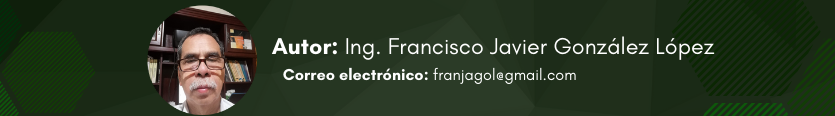 Autor: Ing. Francisco Javier González López
Correo electrónico: franjagol@gmail.com